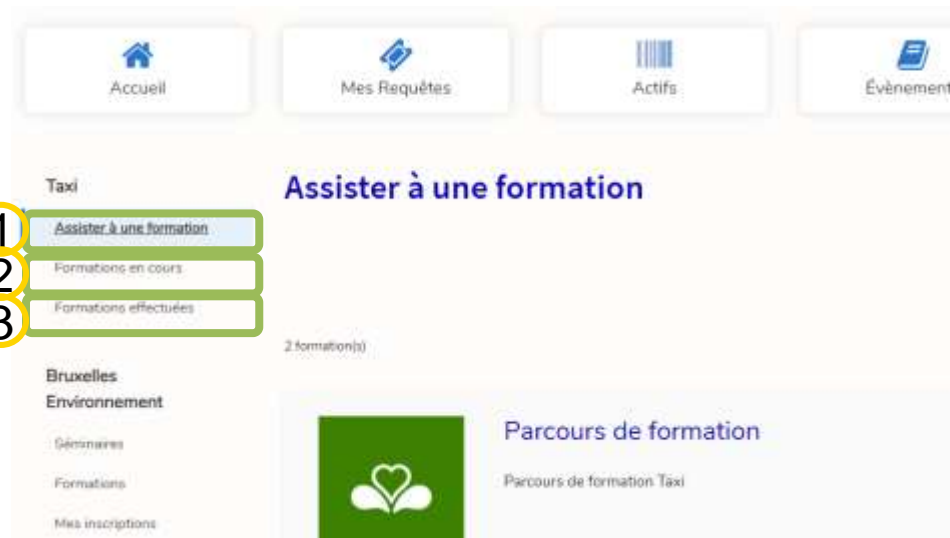 Accueil
Mes Requêtes
Actifs
Évènement
Taxi
Assister à une formation
1
Assister à une formation
2
Formations en cours
3
Formations effectuées
2 formation(s)
Bruxelles
Environnement
Séminaires
Formations
Mes inscriptions
Parcours de formation
Parcours de formation Taxi